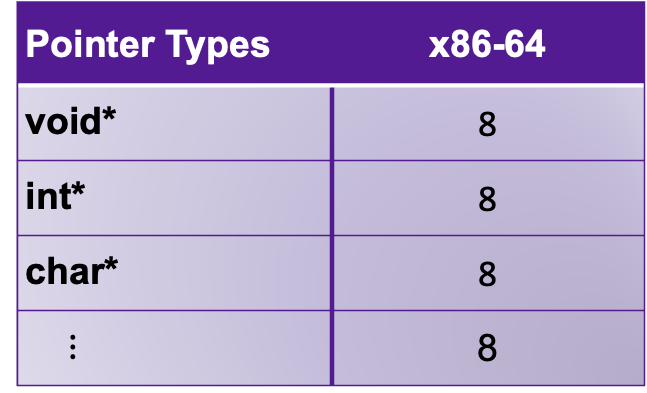 Pointer Types x86-64
void* 8
int* 8
char* 8
⋮ 8